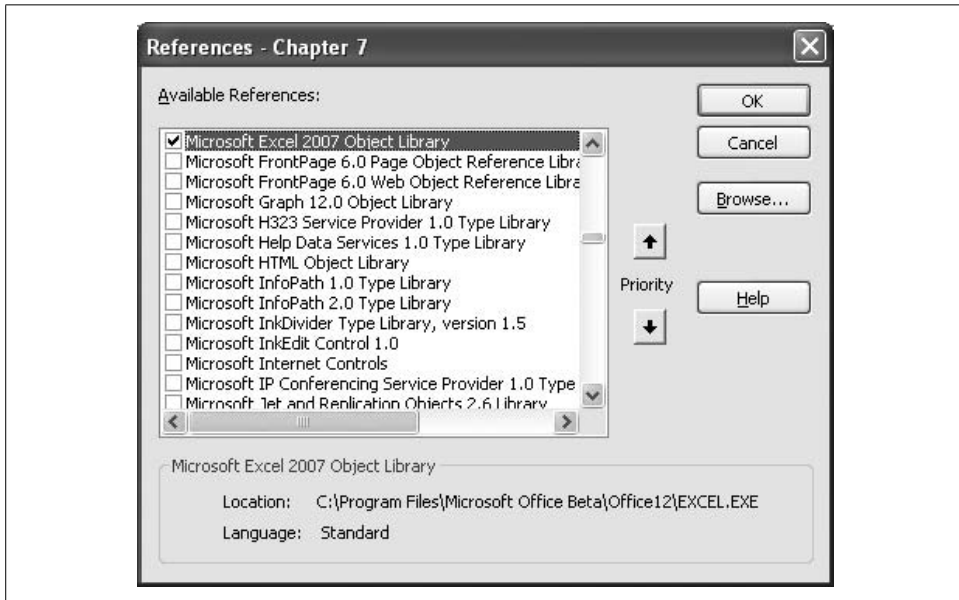 References - Chapter 7
Available References:
Microsoft Excel 2007 Object Library
Microsoft FrontPage 6.0 Page Object Reference Libra
Microsoft FrontPage 6.0 Web Object Reference Libra
Microsoft Graph 12.0 Object Library
Microsoft H323 Service Provider 1.0 Type Library
Microsoft Help Data Services 1.0 Type Library
Microsoft HTML Object Library
Microsoft InfoPath 1.0 Type Library
Microsoft InfoPath 2.0 Type Library
Microsoft InkDivider Type Library, version 1.5
Microsoft InkEdit Control 1.0
Microsoft Internet Controls
Microsoft IP Conferencing Service Provider 1.0 Type
Microsoft Jet and Replication Objects 2.6 Library
OK
Cancel
Browse...
Priority
Help
Microsoft Excel 2007 Object Library
Location: C:\Program Files\Microsoft Office Beta\Office12\EXCEL.EXE
Language: Standard